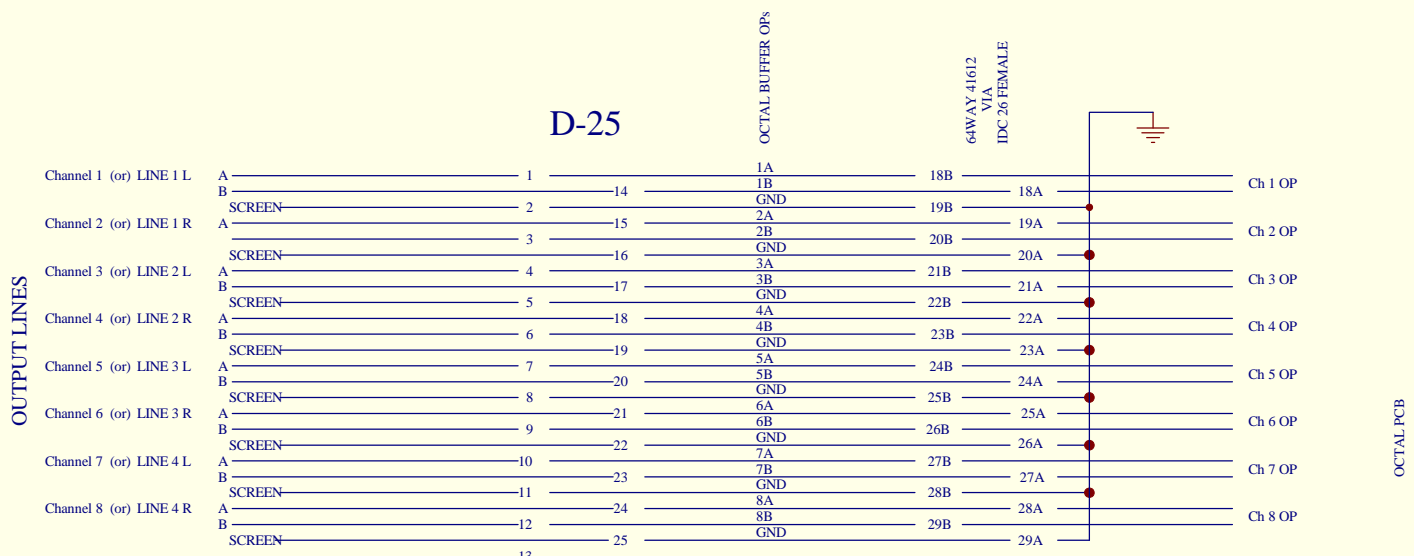 OCTAL BUFFER OPs
64WAY 41612
VIA
IDC 26 FEMALE
D-25
OUTPUT LINES
OCTAL PCB
Channel 1 (or) LINE 1 L A 1 1A 18B Ch 1 OP
B 14 1B 18A
SCREEN 2 GND 19B
Channel 2 (or) LINE 1 R A 15 2A 19A Ch 2 OP
3 2B 20B
SCREEN 16 GND 20A
Channel 3 (or) LINE 2 L A 4 3A 21B Ch 3 OP
B 17 3B 21A
SCREEN 5 GND 22B
Channel 4 (or) LINE 2 R A 18 4A 22A Ch 4 OP
B 6 4B 23B
SCREEN 19 GND 23A
Channel 5 (or) LINE 3 L A 7 5A 24B Ch 5 OP
B 20 5B 24A
SCREEN 8 GND 25B
Channel 6 (or) LINE 3 R A 21 6A 25A Ch 6 OP
B 9 6B 26B
SCREEN 22 GND 26A
Channel 7 (or) LINE 4 L A 10 7A 27B Ch 7 OP
B 23 7B 27A
SCREEN 11 GND 28B
Channel 8 (or) LINE 4 R A 24 8A 28A Ch 8 OP
B 12 8B 29B
SCREEN 25 GND 29A
13